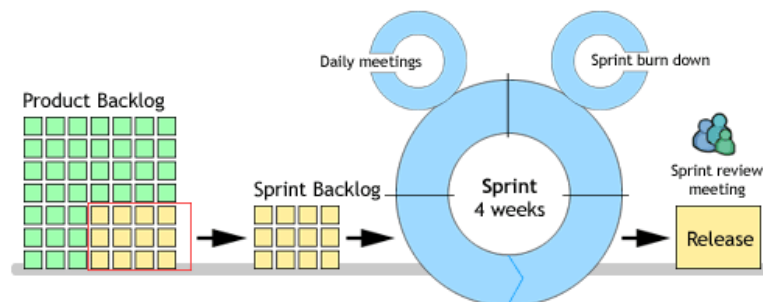 Daily meetings
Sprint burn down
Product Backlog
Sprint Backlog
Sprint
4 weeks
Sprint review
meeting
Release